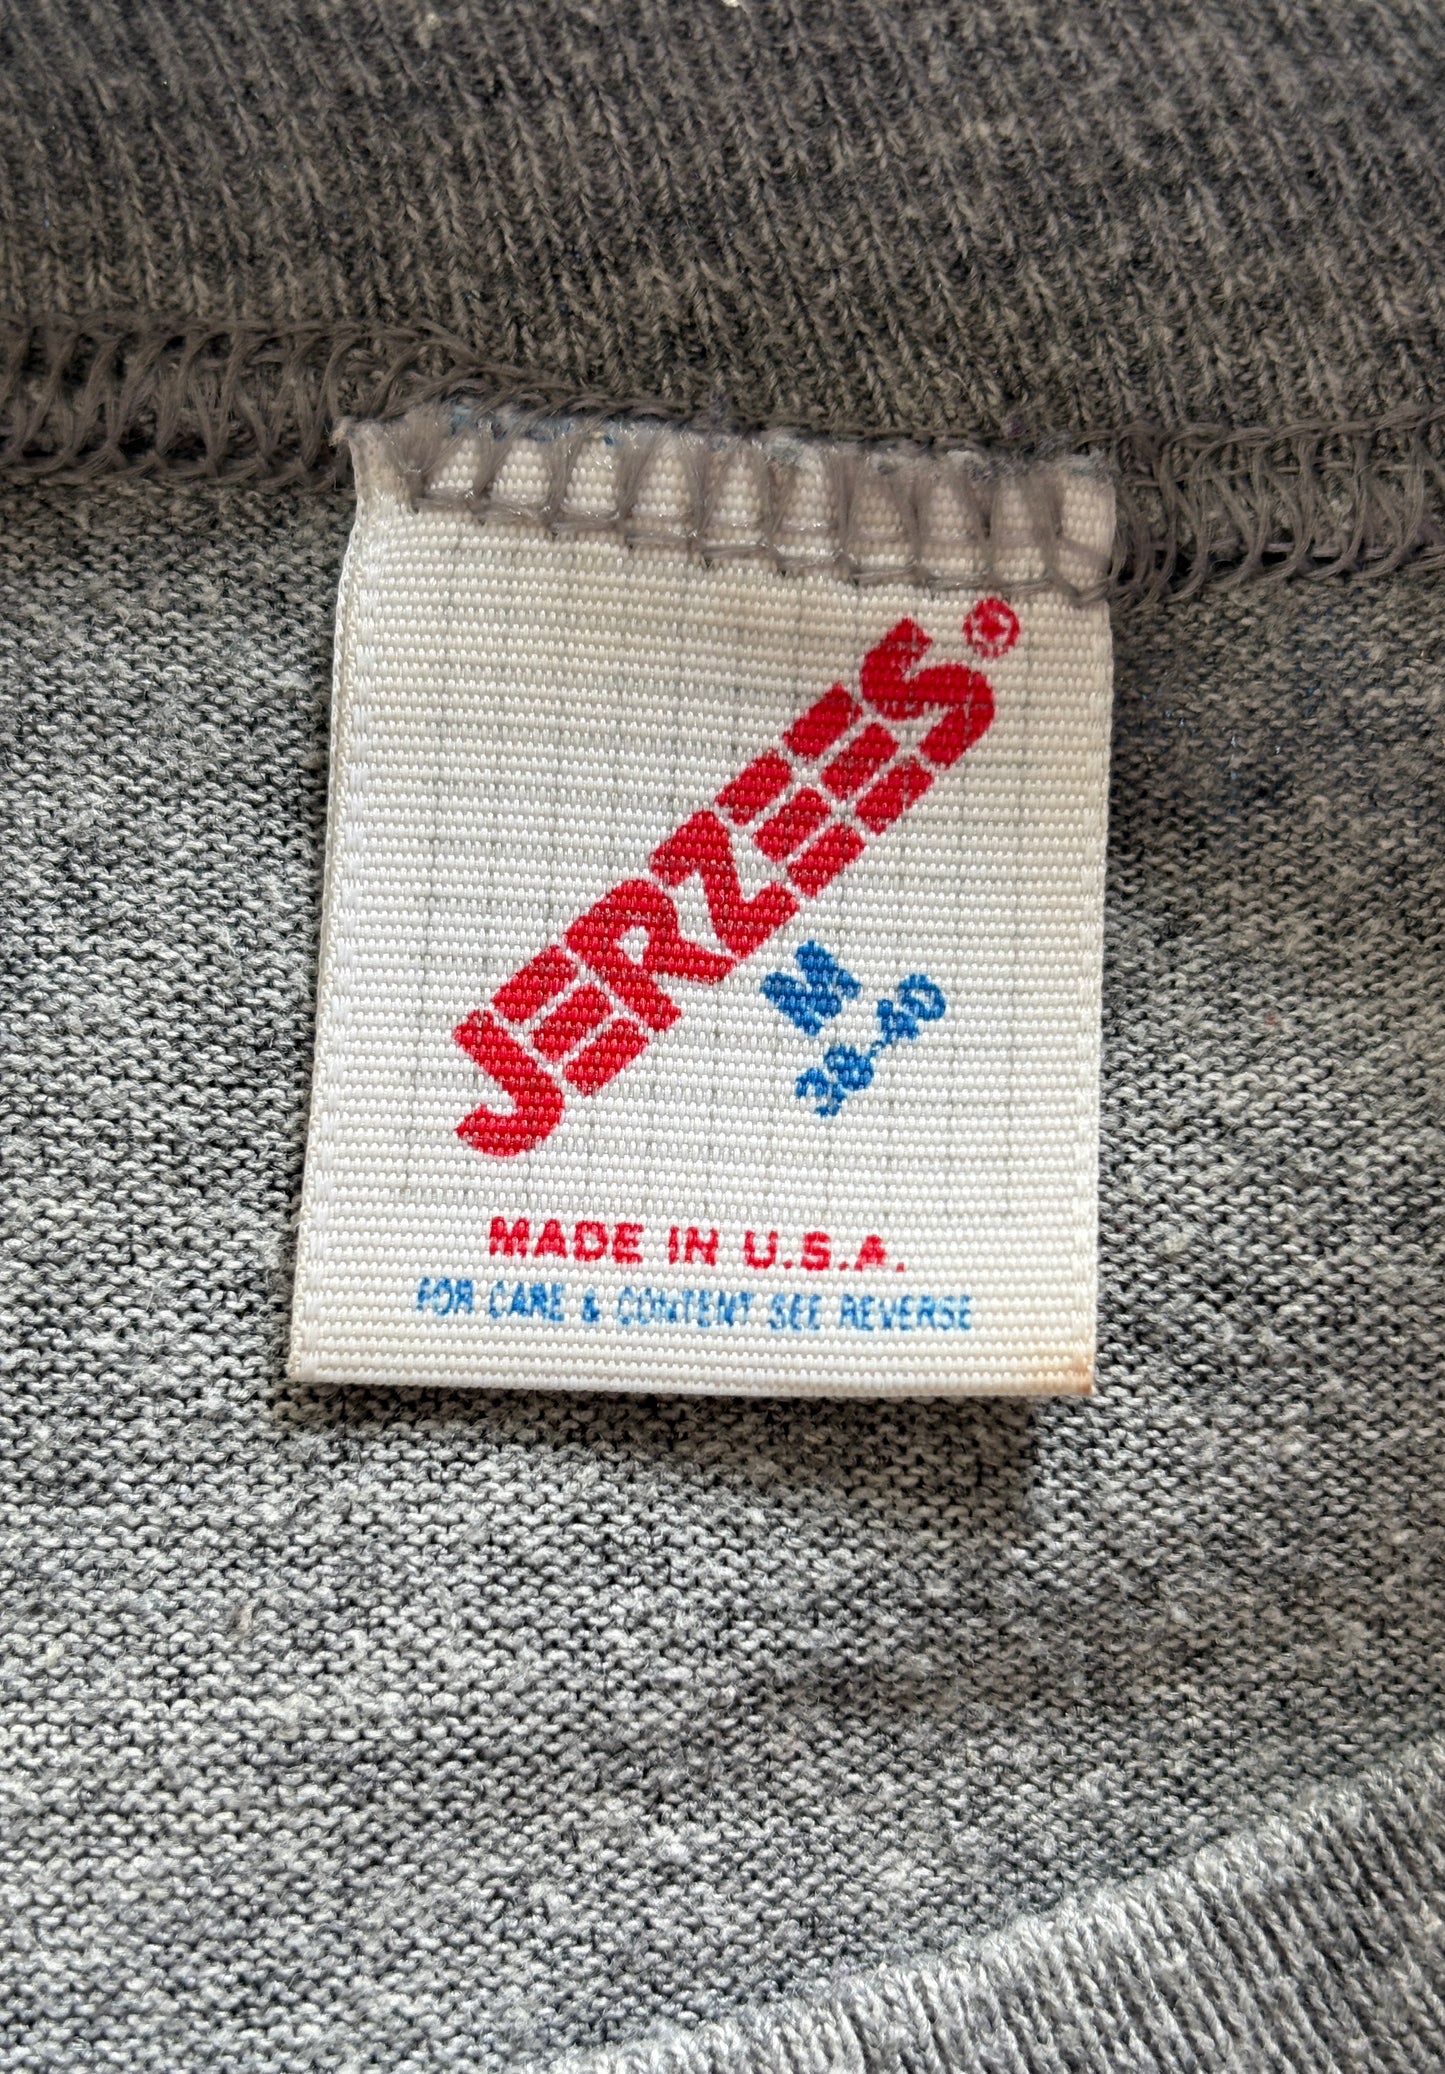 JERZEES®
M
38-40
MADE IN U.S.A.
FOR CARE & CONTENT SEE REVERSE